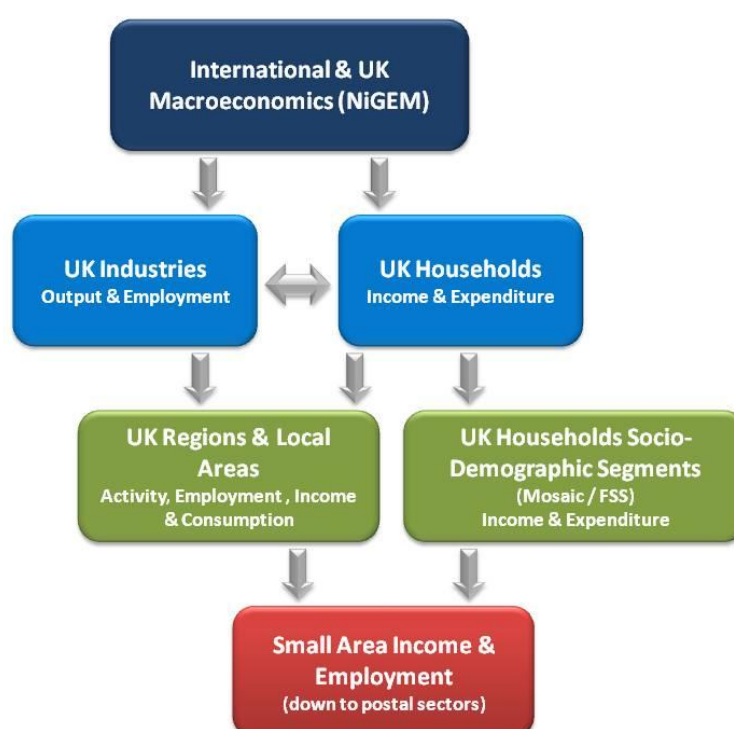 International & UK
Macroeconomics (NiGEM)
UK Industries
Output & Employment
UK Households
Income & Expenditure
UK Regions & Local
Areas
Activity, Employment , Income
& Consumption
UK Households Socio-
Demographic Segments
(Mosaic / FSS)
Income & Expenditure
Small Area Income &
Employment
(down to postal sectors)